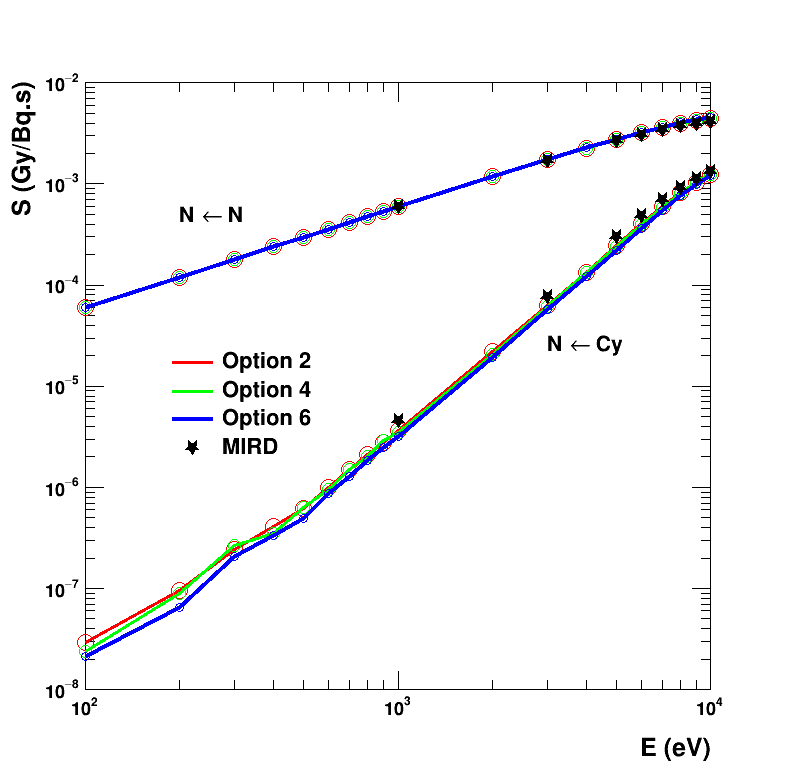 S (Gy/Bq.s)
10⁻²
10⁻³
10⁻⁴
10⁻⁵
10⁻⁶
10⁻⁷
10⁻⁸
N ← N
N ← Cy
Option 2
Option 4
Option 6
MIRD
10² 10³ 10⁴
E (eV)